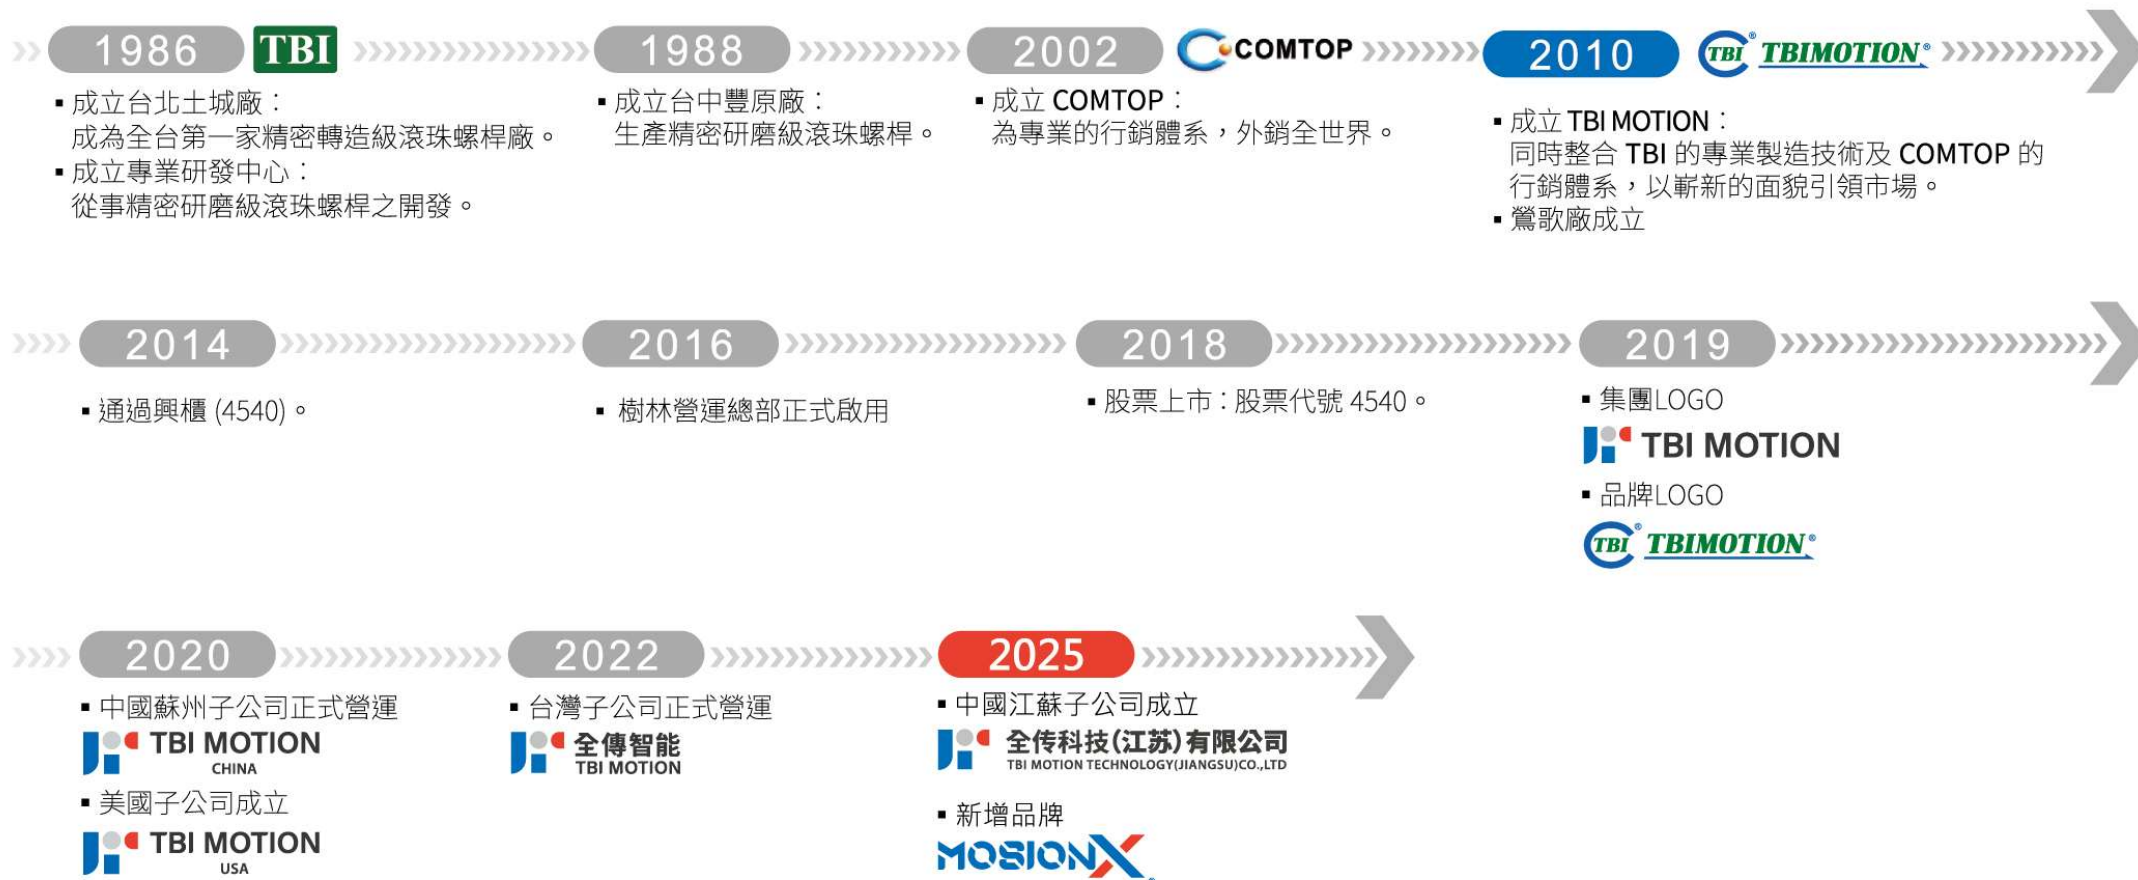 1986 TBI
▪ 成立台北土城廠：
成為全台第一家精密轉造級滾珠螺桿廠。
▪ 成立專業研發中心：
從事精密研磨級滾珠螺桿之開發。
1988
▪ 成立台中豐原廠：
生產精密研磨級滾珠螺桿。
2002 COMTOP
▪ 成立 COMTOP：
為專業的行銷體系，外銷全世界。
2010 TBI® TBIMOTION®
▪ 成立 TBI MOTION：
同時整合 TBI 的專業製造技術及 COMTOP 的
行銷體系，以嶄新的面貌引領市場。
▪ 鶯歌廠成立
2014
▪ 通過興櫃 (4540)。
2016
▪ 樹林營運總部正式啟用
2018
▪ 股票上市：股票代號 4540。
2019
▪ 集團LOGO
TBI MOTION
▪ 品牌LOGO
TBI® TBIMOTION®
2020
▪ 中國蘇州子公司正式營運
TBI MOTION
CHINA
▪ 美國子公司成立
TBI MOTION
USA
2022
▪ 台灣子公司正式營運
全傳智能
TBI MOTION
2025
▪ 中國江蘇子公司成立
全传科技(江苏)有限公司
TBI MOTION TECHNOLOGY(JIANGSU)CO.,LTD
▪ 新增品牌
MOSIONX